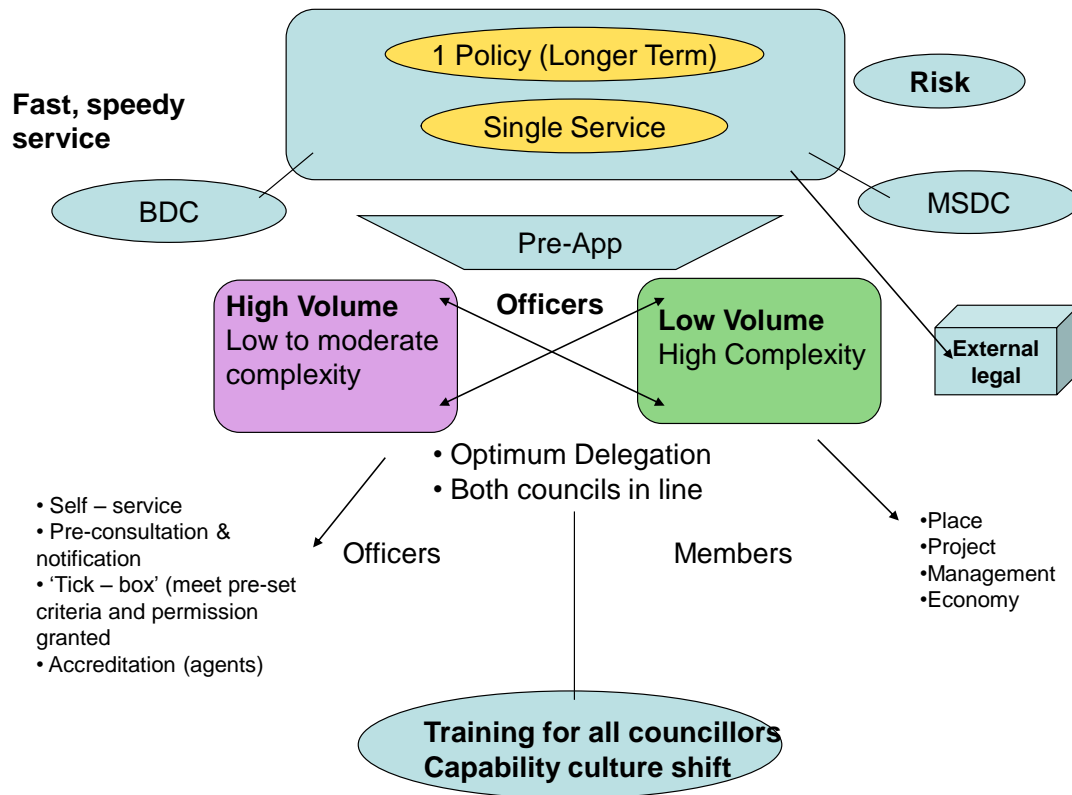 1 Policy (Longer Term)
Risk
Fast, speedy
service
Single Service
BDC
MSDC
Pre-App
High Volume
Low to moderate
complexity
Officers
Low Volume
High Complexity
External
legal
• Optimum Delegation
• Both councils in line
• Self – service
• Pre-consultation &
notification
• ‘Tick – box’ (meet pre-set
criteria and permission
granted
• Accreditation (agents)
Officers
Members
•Place
•Project
•Management
•Economy
Training for all councillors
Capability culture shift